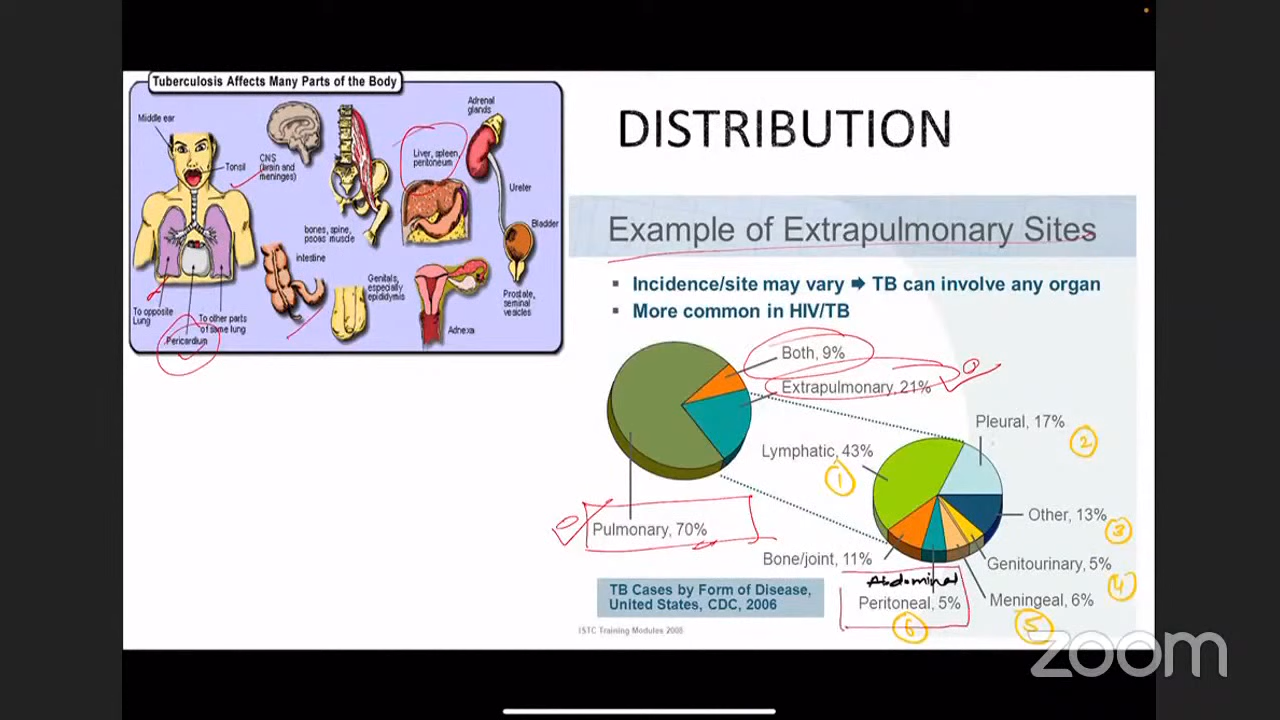 Tuberculosis Affects Many Parts of the Body
Middle ear
Tonsil
CNS
(brain and
meninges)
bones, spine,
psoas muscle
Liver, spleen,
peritoneum
Adrenal
glands
Ureter
Bladder
intestine
Genitals,
especially
epididymis
Adnexa
Prostate,
seminal
vesicles
To opposite
Lung
Pericardium
To other parts
of same lung
DISTRIBUTION
Example of Extrapulmonary Sites
Incidence/site may vary ➡ TB can involve any organ
More common in HIV/TB
Both, 9%
Extrapulmonary, 21%
Pulmonary, 70%
Pleural, 17%
2
Lymphatic, 43%
1
Other, 13%
3
Bone/joint, 11%
Genitourinary, 5%
4
Abdominal
Peritoneal, 5%
6
Meningeal, 6%
5
TB Cases by Form of Disease,
United States, CDC, 2006
ISTC Training Modules 2008
zoom